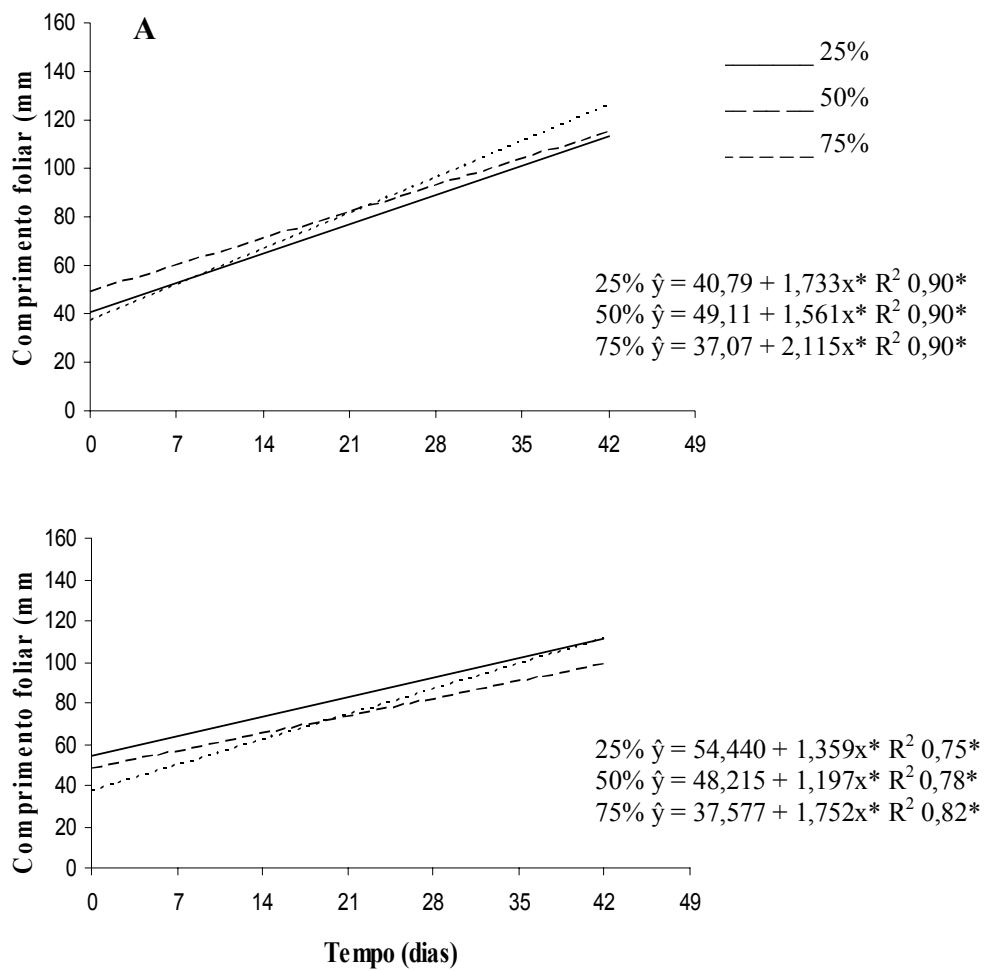 A
160
140
120
100
80
60
40
20
0
Comprimento foliar (mm
0 7 14 21 28 35 42 49
25%
50%
75%
25% ŷ = 40,79 + 1,733x* R² 0,90*
50% ŷ = 49,11 + 1,561x* R² 0,90*
75% ŷ = 37,07 + 2,115x* R² 0,90*
160
140
120
100
80
60
40
20
0
Comprimento foliar (mm
0 7 14 21 28 35 42 49
25% ŷ = 54,440 + 1,359x* R² 0,75*
50% ŷ = 48,215 + 1,197x* R² 0,78*
75% ŷ = 37,577 + 1,752x* R² 0,82*
Tempo (dias)